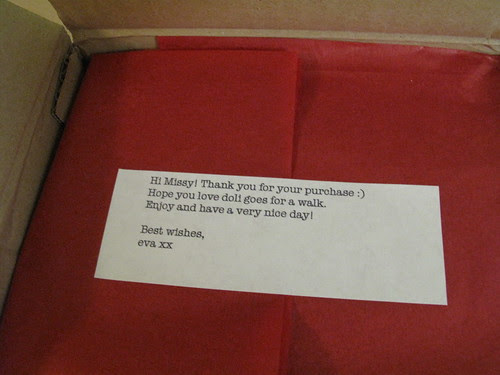 Hi Missy! Thank you for your purchase :)
Hope you love doli goes for a walk.
Enjoy and have a very nice day!
Best wishes,
eva xx